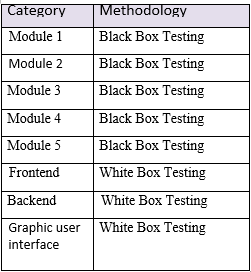 Category Methodology
Module 1 Black Box Testing
Module 2 Black Box Testing
Module 3 Black Box Testing
Module 4 Black Box Testing
Module 5 Black Box Testing
Frontend White Box Testing
Backend White Box Testing
Graphic user White Box Testing
interface